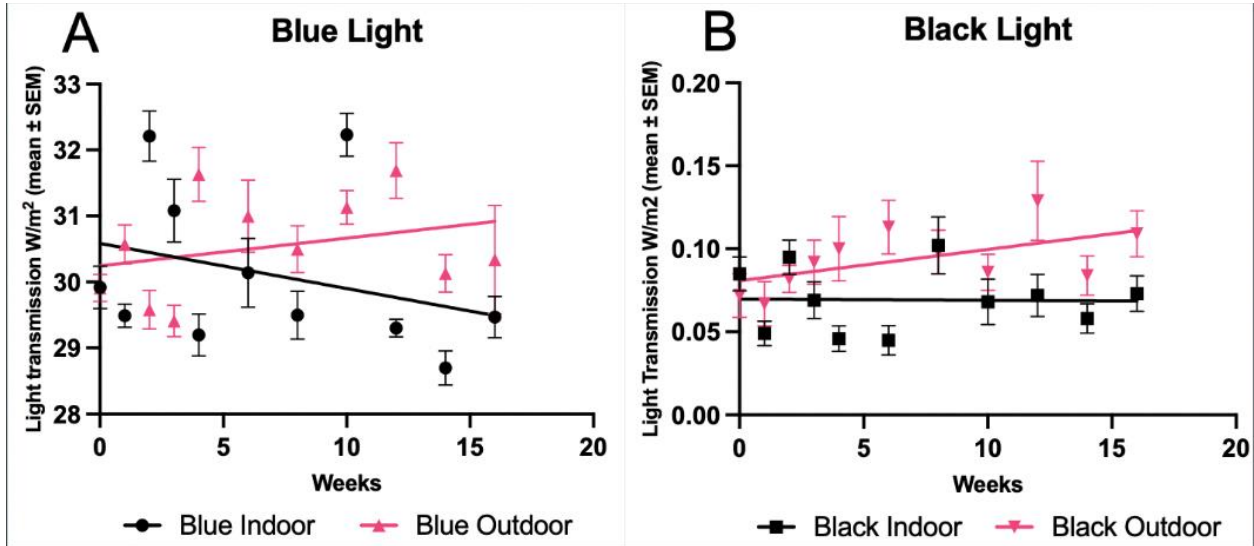 A
Blue Light
Light transmission W/m² (mean ± SEM)
33
32
31
30
29
28
0
5
10
15
20
Weeks
Blue Indoor
Blue Outdoor
B
Black Light
Light Transmission W/m2 (mean ± SEM)
0.20
0.15
0.10
0.05
0.00
0
5
10
15
20
Weeks
Black Indoor
Black Outdoor